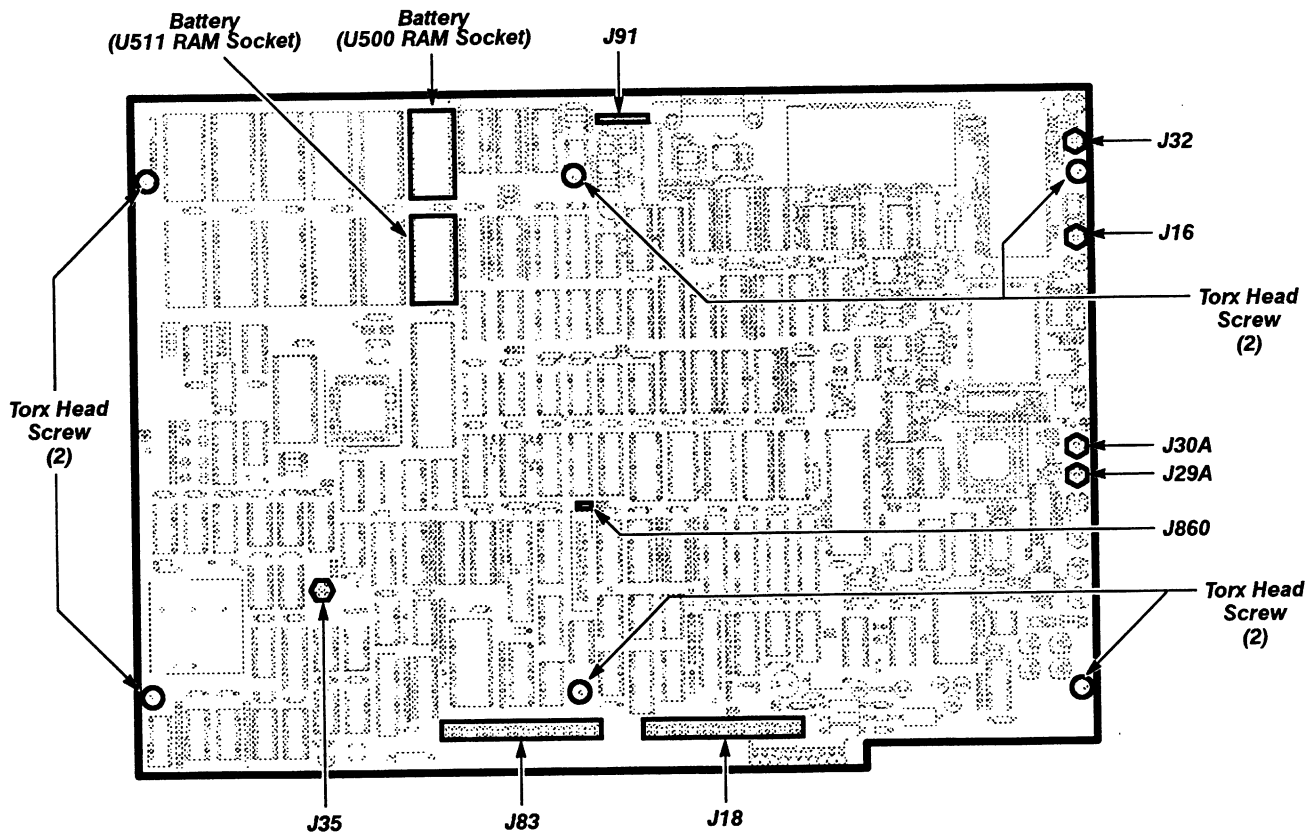 Battery
(U511 RAM Socket)
Battery
(U500 RAM Socket)
J91
J32
J16
Torx Head
Screw
(2)
Torx Head
Screw
(2)
J30A
J29A
J860
Torx Head
Screw
(2)
J35
J83
J18